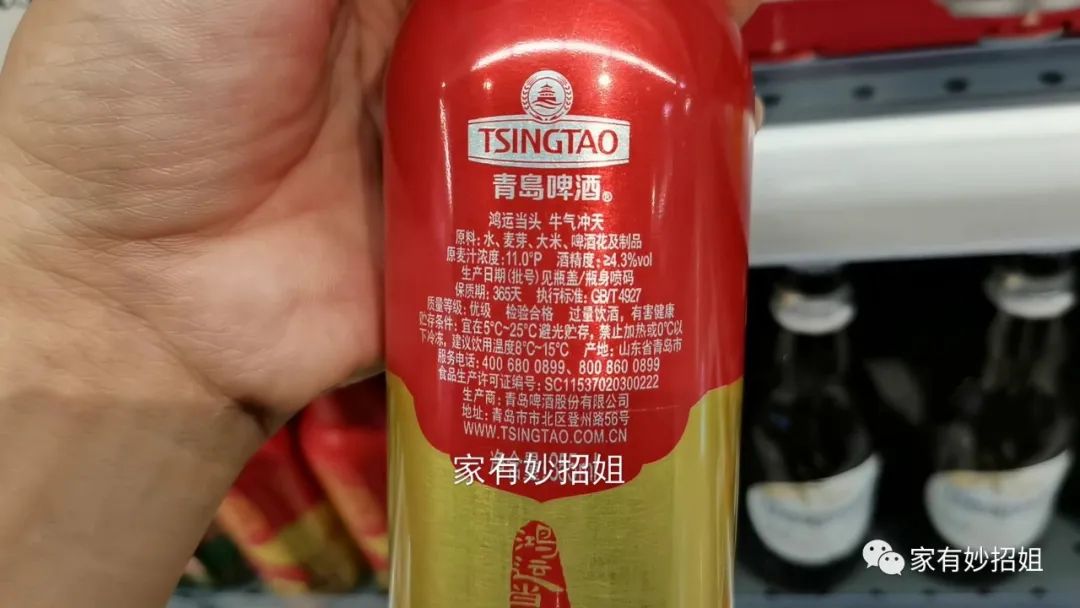 TSINGTAO
青岛啤酒®
鸿运当头 牛气冲天
原料：水、麦芽、大米、啤酒花及制品
原麦汁浓度：11.0°P 酒精度：≥4.3%vol
生产日期(批号)见瓶盖/瓶身喷码
保质期：365天 执行标准：GB/T 4927
质量等级：优级 检验合格 过量饮酒，有害健康
贮存条件：宜在5°C~25°C避光贮存，禁止加热或0°C以
下冷冻，建议饮用温度8°C~15°C 产地：山东省青岛市
服务电话：400 680 0899、800 860 0899
食品生产许可证编号：SC11537020300222
生产商：青岛啤酒股份有限公司
地址：青岛市市北区登州路56号
WWW.TSINGTAO.COM.CN
家有妙招姐
鸿运当
家有妙招姐